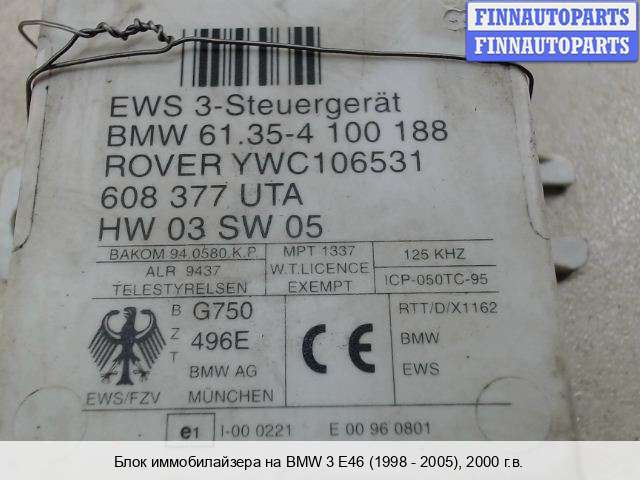 FINNAUTOPARTS
FINNAUTOPARTS
EWS 3-Steuergerät
BMW 61.35-4 100 188
ROVER YWC106531
608 377 UTA
HW 03 SW 05
BAKOM 94.0580.K.P.
MPT 1337
125 KHZ
ALR 9437
W.T.LICENCE
TELESTYRELSEN
EXEMPT
ICP-050TC-95
B
Z
T
G750
496E
BMW AG
EWS/FZV
MÜNCHEN
CE
RTT/D/X1162
BMW
EWS
e1
I-00 0221
E 00 96 0801
Блок иммобилайзера на BMW 3 E46 (1998 - 2005), 2000 г.в.